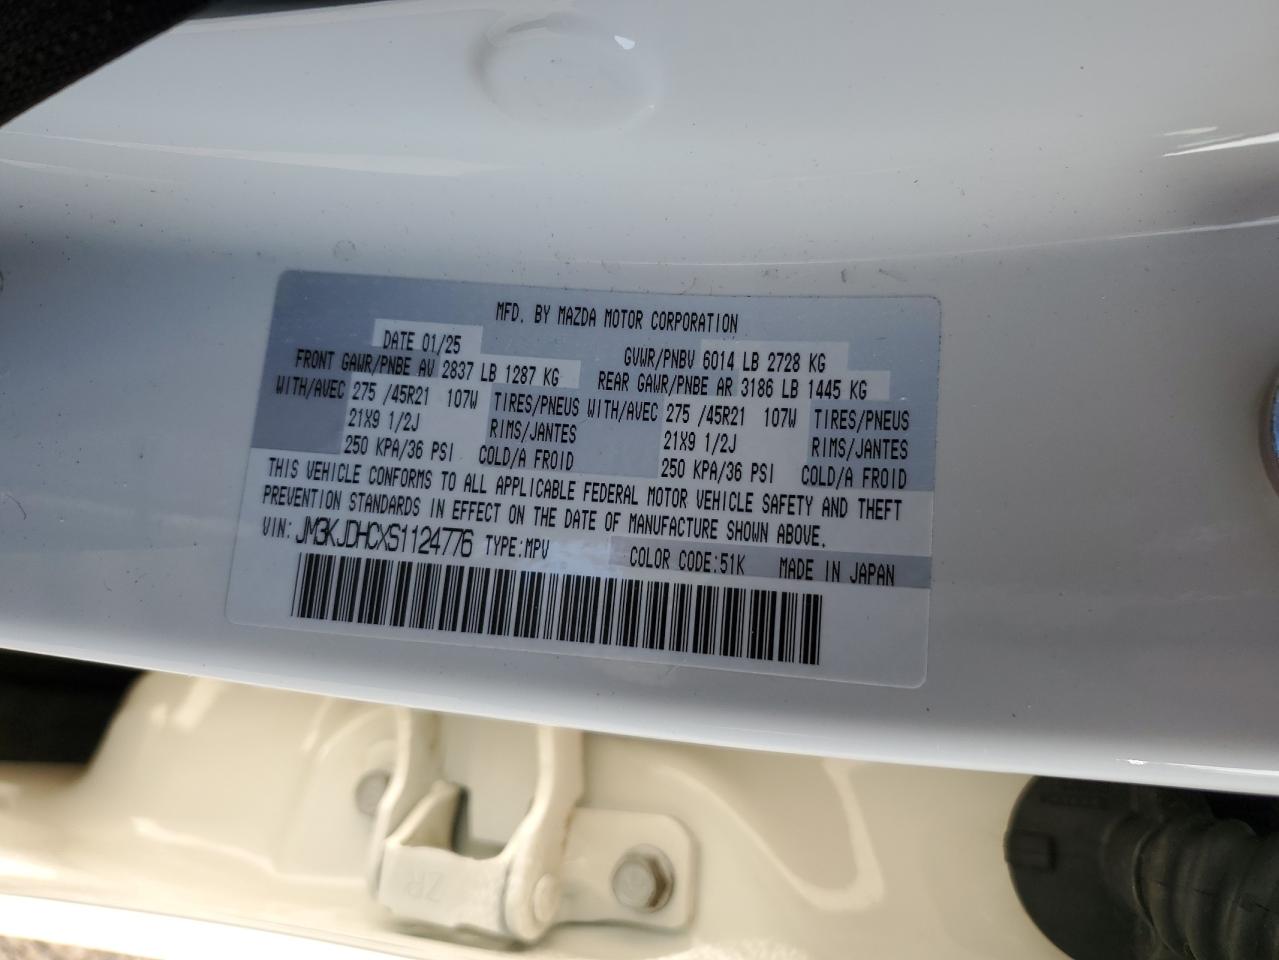 MFD. BY MAZDA MOTOR CORPORATION
DATE 01/25 GVWR/PNBV 6014 LB 2728 KG
FRONT GAWR/PNBE AV 2837 LB 1287 KG REAR GAWR/PNBE AR 3186 LB 1445 KG
WITH/AVEC 275 /45R21 107W TIRES/PNEUS WITH/AVEC 275 /45R21 107W TIRES/PNEUS
21X9 1/2J RIMS/JANTES 21X9 1/2J RIMS/JANTES
250 KPA/36 PSI COLD/A FROID 250 KPA/36 PSI COLD/A FROID
THIS VEHICLE CONFORMS TO ALL APPLICABLE FEDERAL MOTOR VEHICLE SAFETY AND THEFT
PREVENTION STANDARDS IN EFFECT ON THE DATE OF MANUFACTURE SHOWN ABOVE.
VIN: JM3KJDHCXS1124776 TYPE:MPV COLOR CODE:51K MADE IN JAPAN
ZR